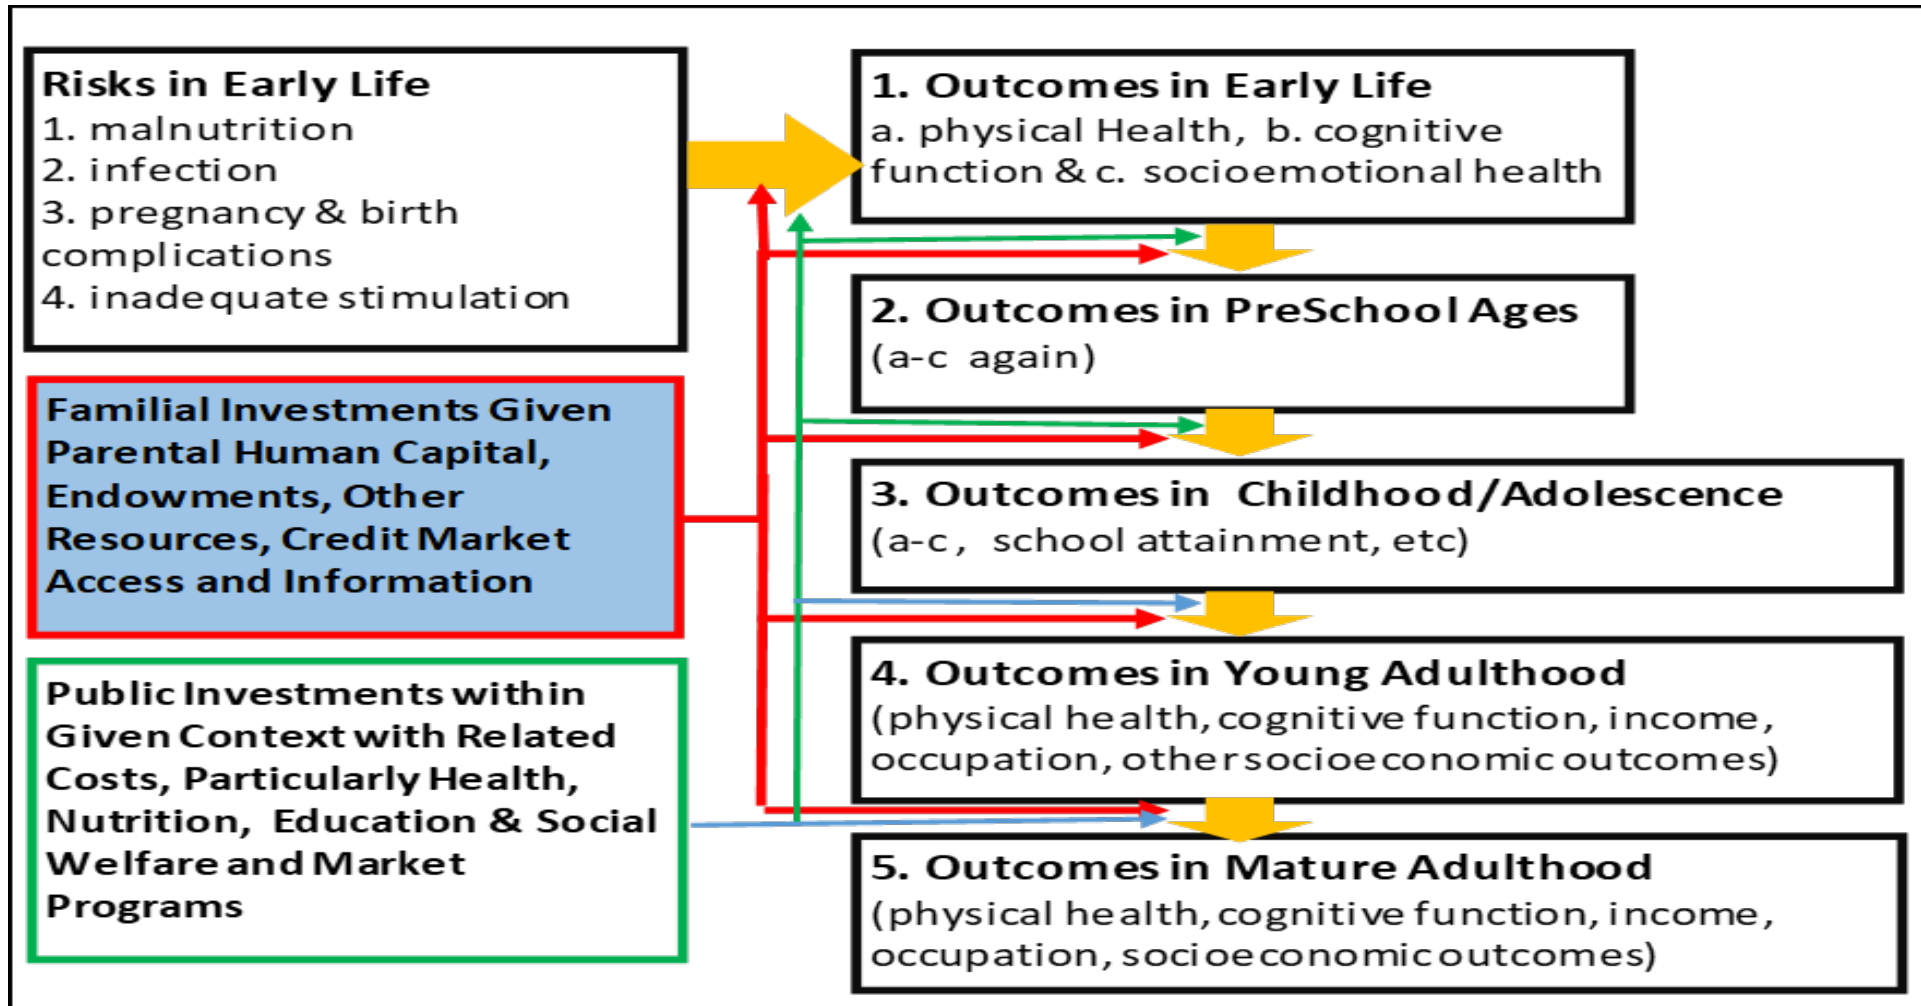 Risks in Early Life
1. malnutrition
2. infection
3. pregnancy & birth
complications
4. inadequate stimulation
Familial Investments Given
Parental Human Capital,
Endowments, Other
Resources, Credit Market
Access and Information
Public Investments within
Given Context with Related
Costs, Particularly Health,
Nutrition, Education & Social
Welfare and Market
Programs
1. Outcomes in Early Life
a. physical Health, b. cognitive
function & c. socioemotional health
2. Outcomes in PreSchool Ages
(a-c again)
3. Outcomes in Childhood/Adolescence
(a-c, school attainment, etc)
4. Outcomes in Young Adulthood
(physical health, cognitive function, income,
occupation, other socioeconomic outcomes)
5. Outcomes in Mature Adulthood
(physical health, cognitive function, income,
occupation, socioeconomic outcomes)